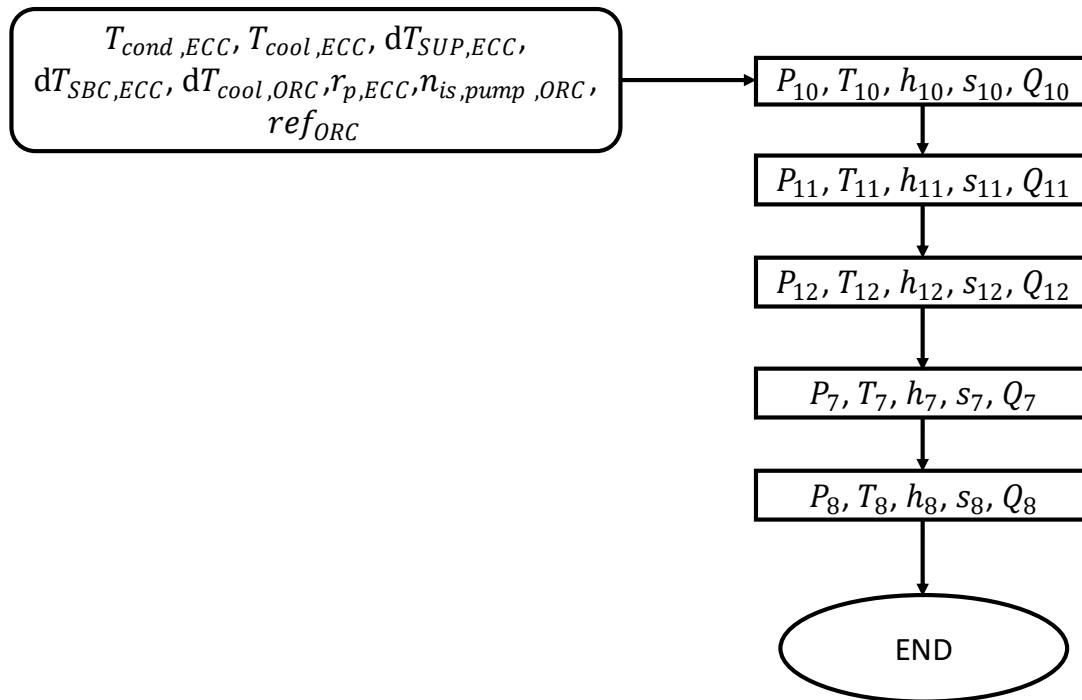 T_{cond ,ECC}, T_{cool,ECC}, dT_{SUP,ECC},
dT_{SBC,ECC}, dT_{cool,ORC},r_{p,ECC},n_{is,pump ,ORC},
ref_{ORC}
P_{10}, T_{10}, h_{10}, s_{10}, Q_{10}
P_{11}, T_{11}, h_{11}, s_{11}, Q_{11}
P_{12}, T_{12}, h_{12}, s_{12}, Q_{12}
P_7, T_7, h_7, s_7, Q_7
P_8, T_8, h_8, s_8, Q_8
END